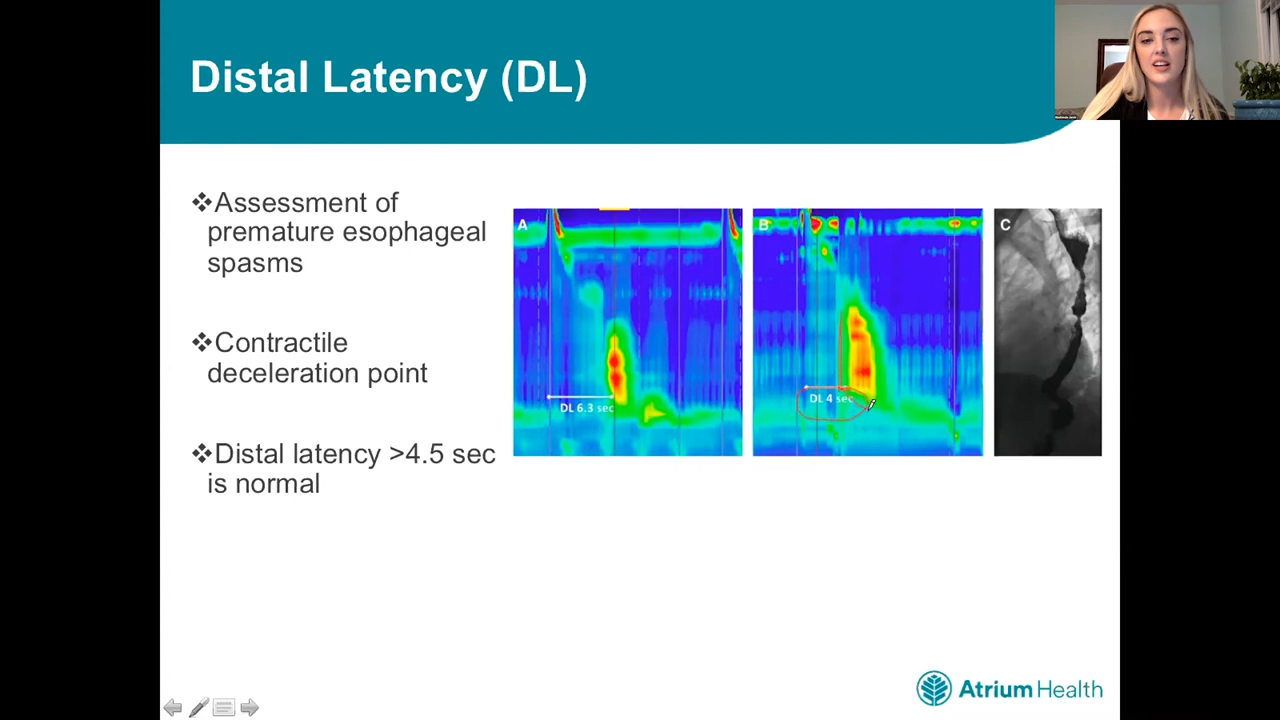 Distal Latency (DL)
❖Assessment of
premature esophageal
spasms
❖Contractile
deceleration point
❖Distal latency >4.5 sec
is normal
A
DL 6.3 sec
B
DL 4 sec
C
Atrium Health